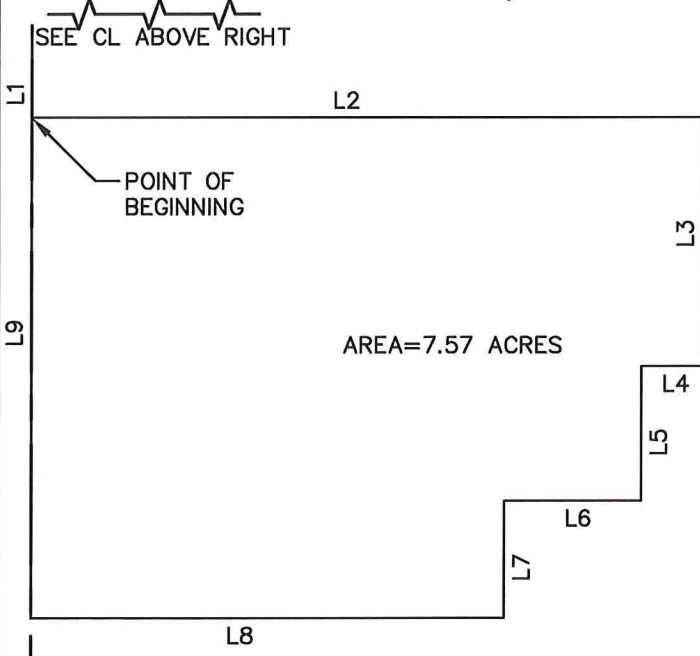 SEE CL ABOVE RIGHT
L1
L2
POINT OF
BEGINNING
L3
L9
AREA=7.57 ACRES
L4
L5
L6
L7
L8